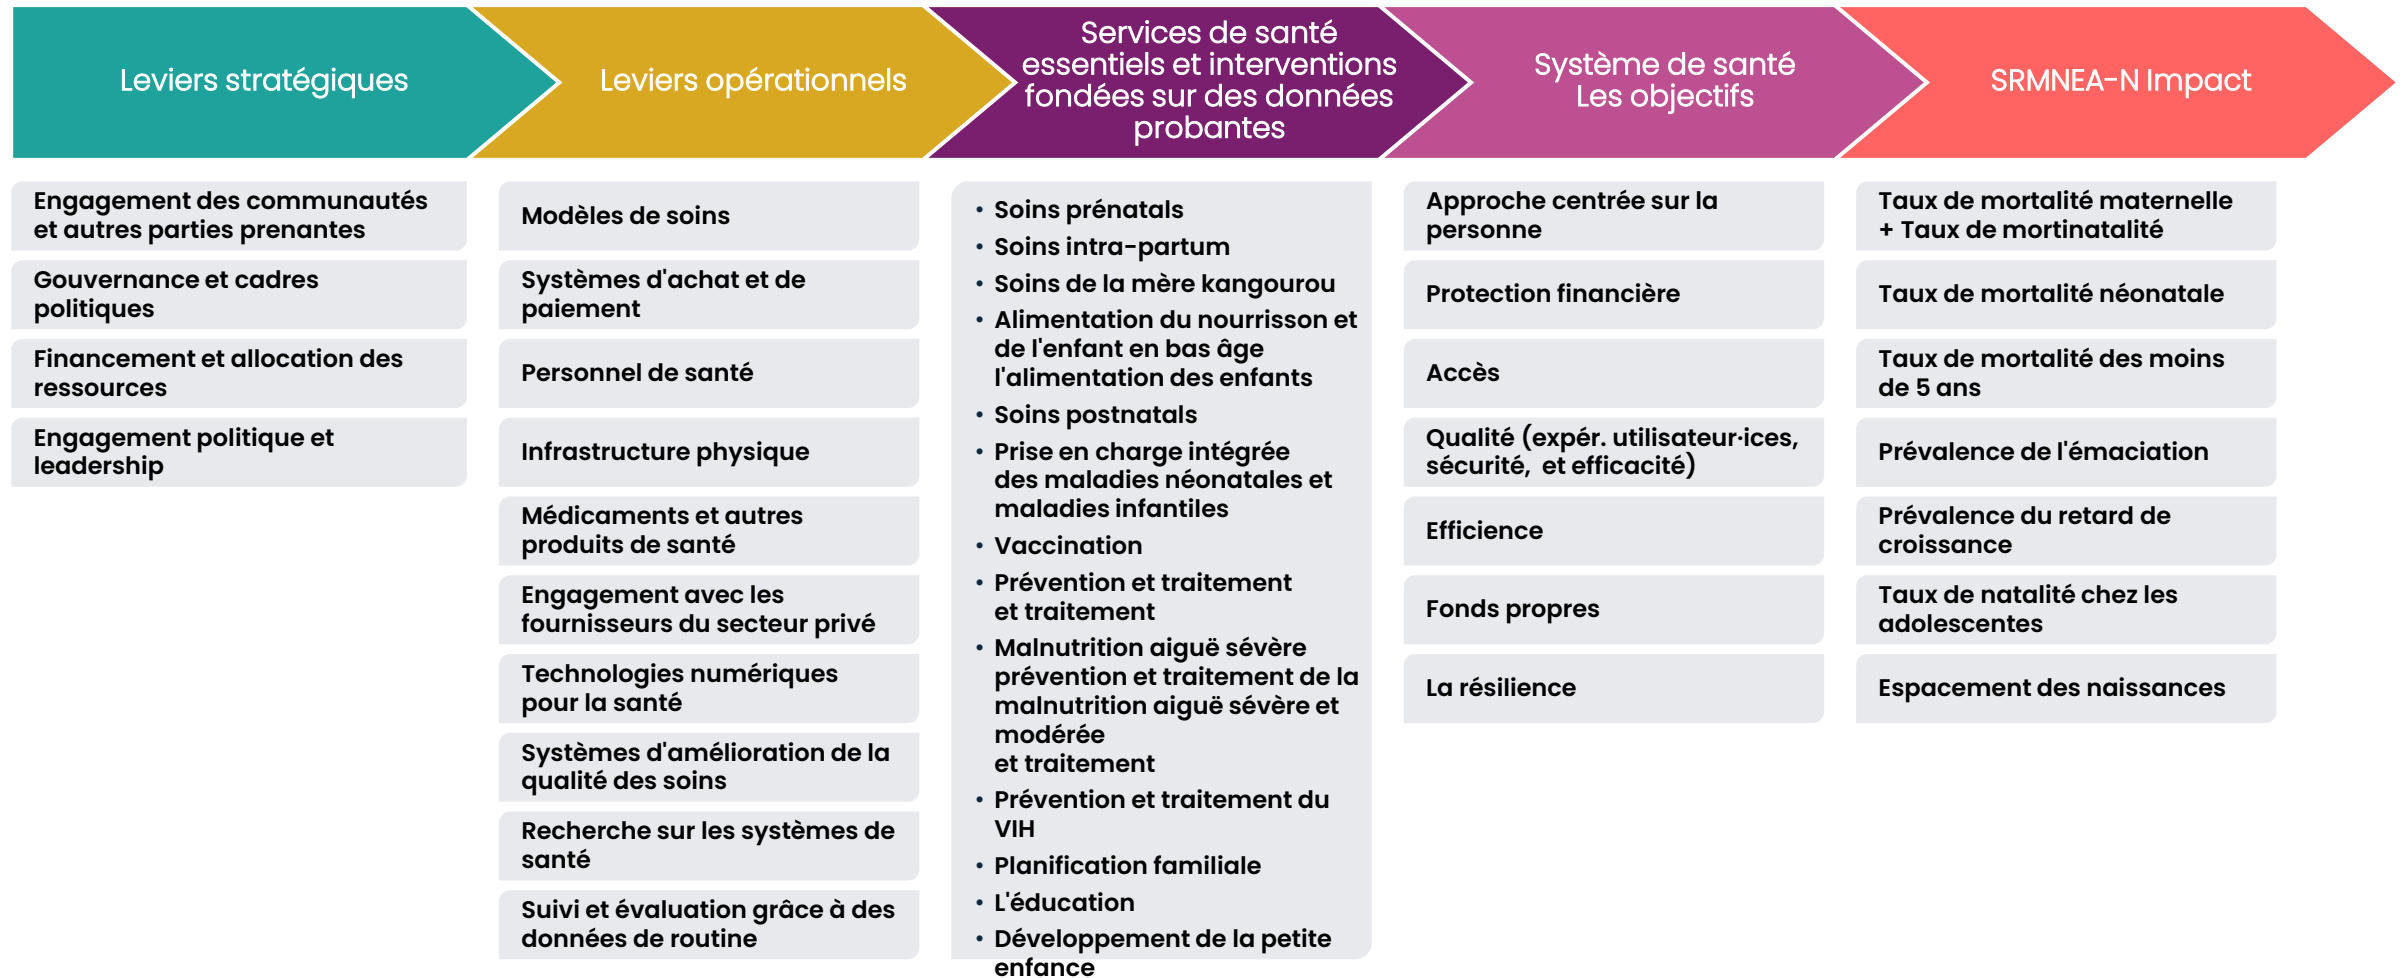 Leviers stratégiques
Leviers opérationnels
Services de santé
essentiels et interventions
fondées sur des données
probantes
Système de santé
Les objectifs
SRMNEA-N Impact
Engagement des communautés
et autres parties prenantes
Gouvernance et cadres
politiques
Financement et allocation des
ressources
Engagement politique et
leadership
Modèles de soins
Systèmes d'achat et de
paiement
Personnel de santé
Infrastructure physique
Médicaments et autres
produits de santé
Engagement avec les
fournisseurs du secteur privé
Technologies numériques
pour la santé
Systèmes d'amélioration de la
qualité des soins
Recherche sur les systèmes de
santé
Suivi et évaluation grâce à des
données de routine
• Soins prénatals
• Soins intra-partum
• Soins de la mère kangourou
• Alimentation du nourrisson et
de l'enfant en bas âge
l'alimentation des enfants
• Soins postnatals
• Prise en charge intégrée
des maladies néonatales et
maladies infantiles
• Vaccination
• Prévention et traitement
et traitement
• Malnutrition aiguë sévère
prévention et traitement de la
malnutrition aiguë sévère et
modérée
et traitement
• Prévention et traitement du
VIH
• Planification familiale
• L'éducation
• Développement de la petite
enfance
Approche centrée sur la
personne
Protection financière
Accès
Qualité (expér. utilisateur·ices,
sécurité,  et efficacité)
Efficience
Fonds propres
La résilience
Taux de mortalité maternelle
+ Taux de mortinatalité
Taux de mortalité néonatale
Taux de mortalité des moins
de 5 ans
Prévalence de l'émaciation
Prévalence du retard de
croissance
Taux de natalité chez les
adolescentes
Espacement des naissances